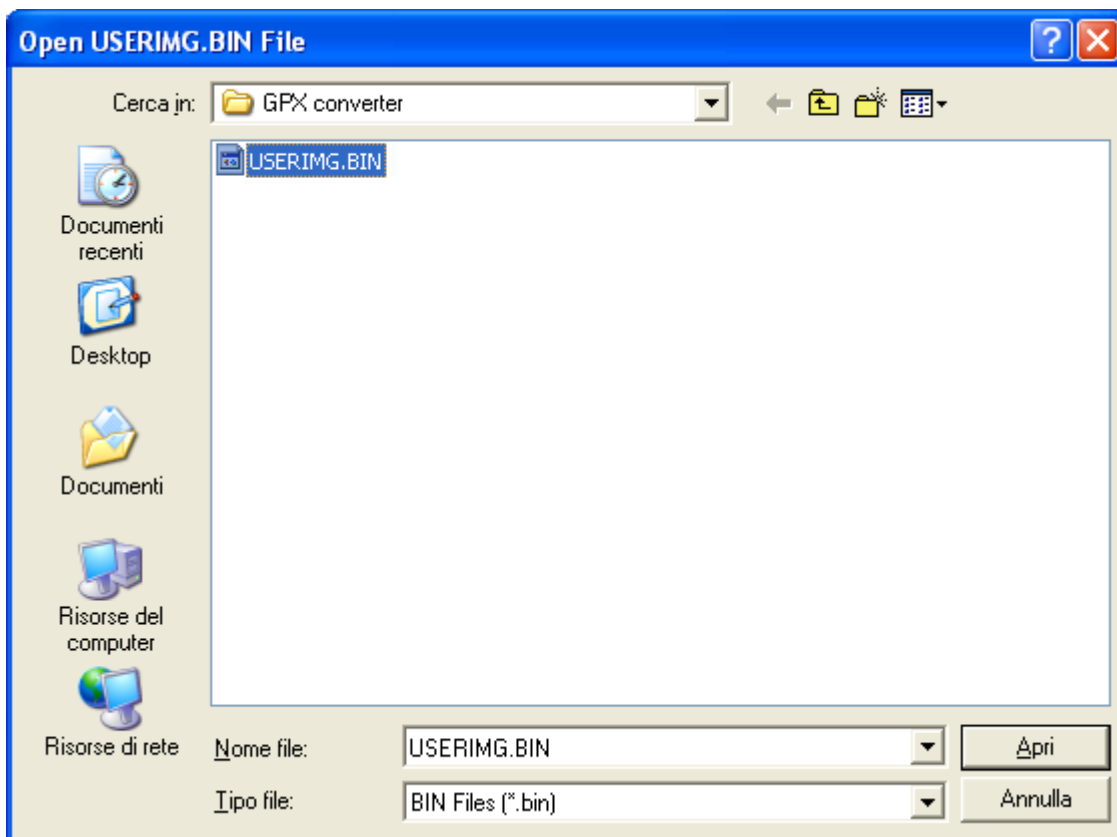 Open USERIMG.BIN File
Cerca in:
GPX converter
USERIMG.BIN
Documenti
recenti
Desktop
Documenti
Risorse del
computer
Risorse di rete
Nome file:
USERIMG.BIN
Apri
Tipo file:
BIN Files (*.bin)
Annulla